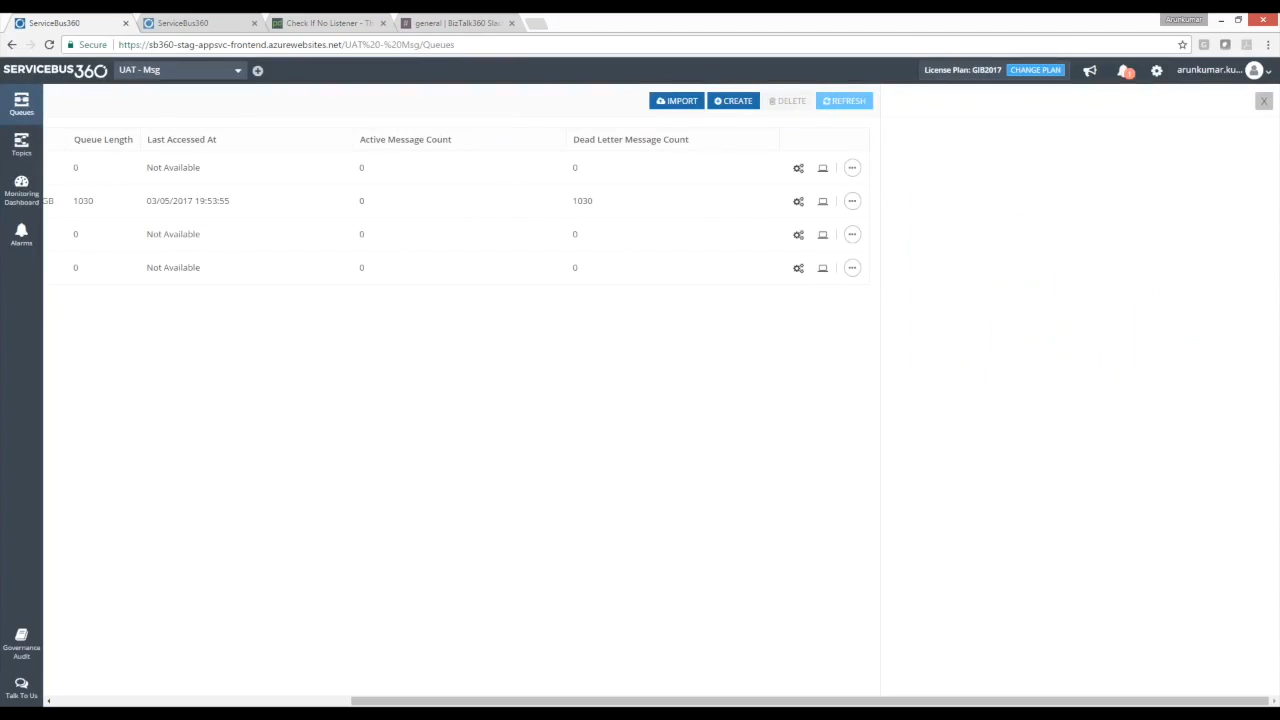 ServiceBus360
ServiceBus360
Check If No Listener - Th
general | BizTalk360 Slac
Arunkumar
Secure
https://sb360-stag-appsvc-frontend.azurewebsites.net/UAT%20-%20Msg/Queues
SERVICEBUS360
UAT - Msg
License Plan: GIB2017
CHANGE PLAN
arunkumar.ku...
Queues
Topics
Monitoring
Dashboard
Alarms
Governance
Audit
Talk To Us
IMPORT
CREATE
DELETE
REFRESH
X
Queue Length Last Accessed At Active Message Count Dead Letter Message Count
0 Not Available 0 0
GB 1030 03/05/2017 19:53:55 0 1030
0 Not Available 0 0
0 Not Available 0 0